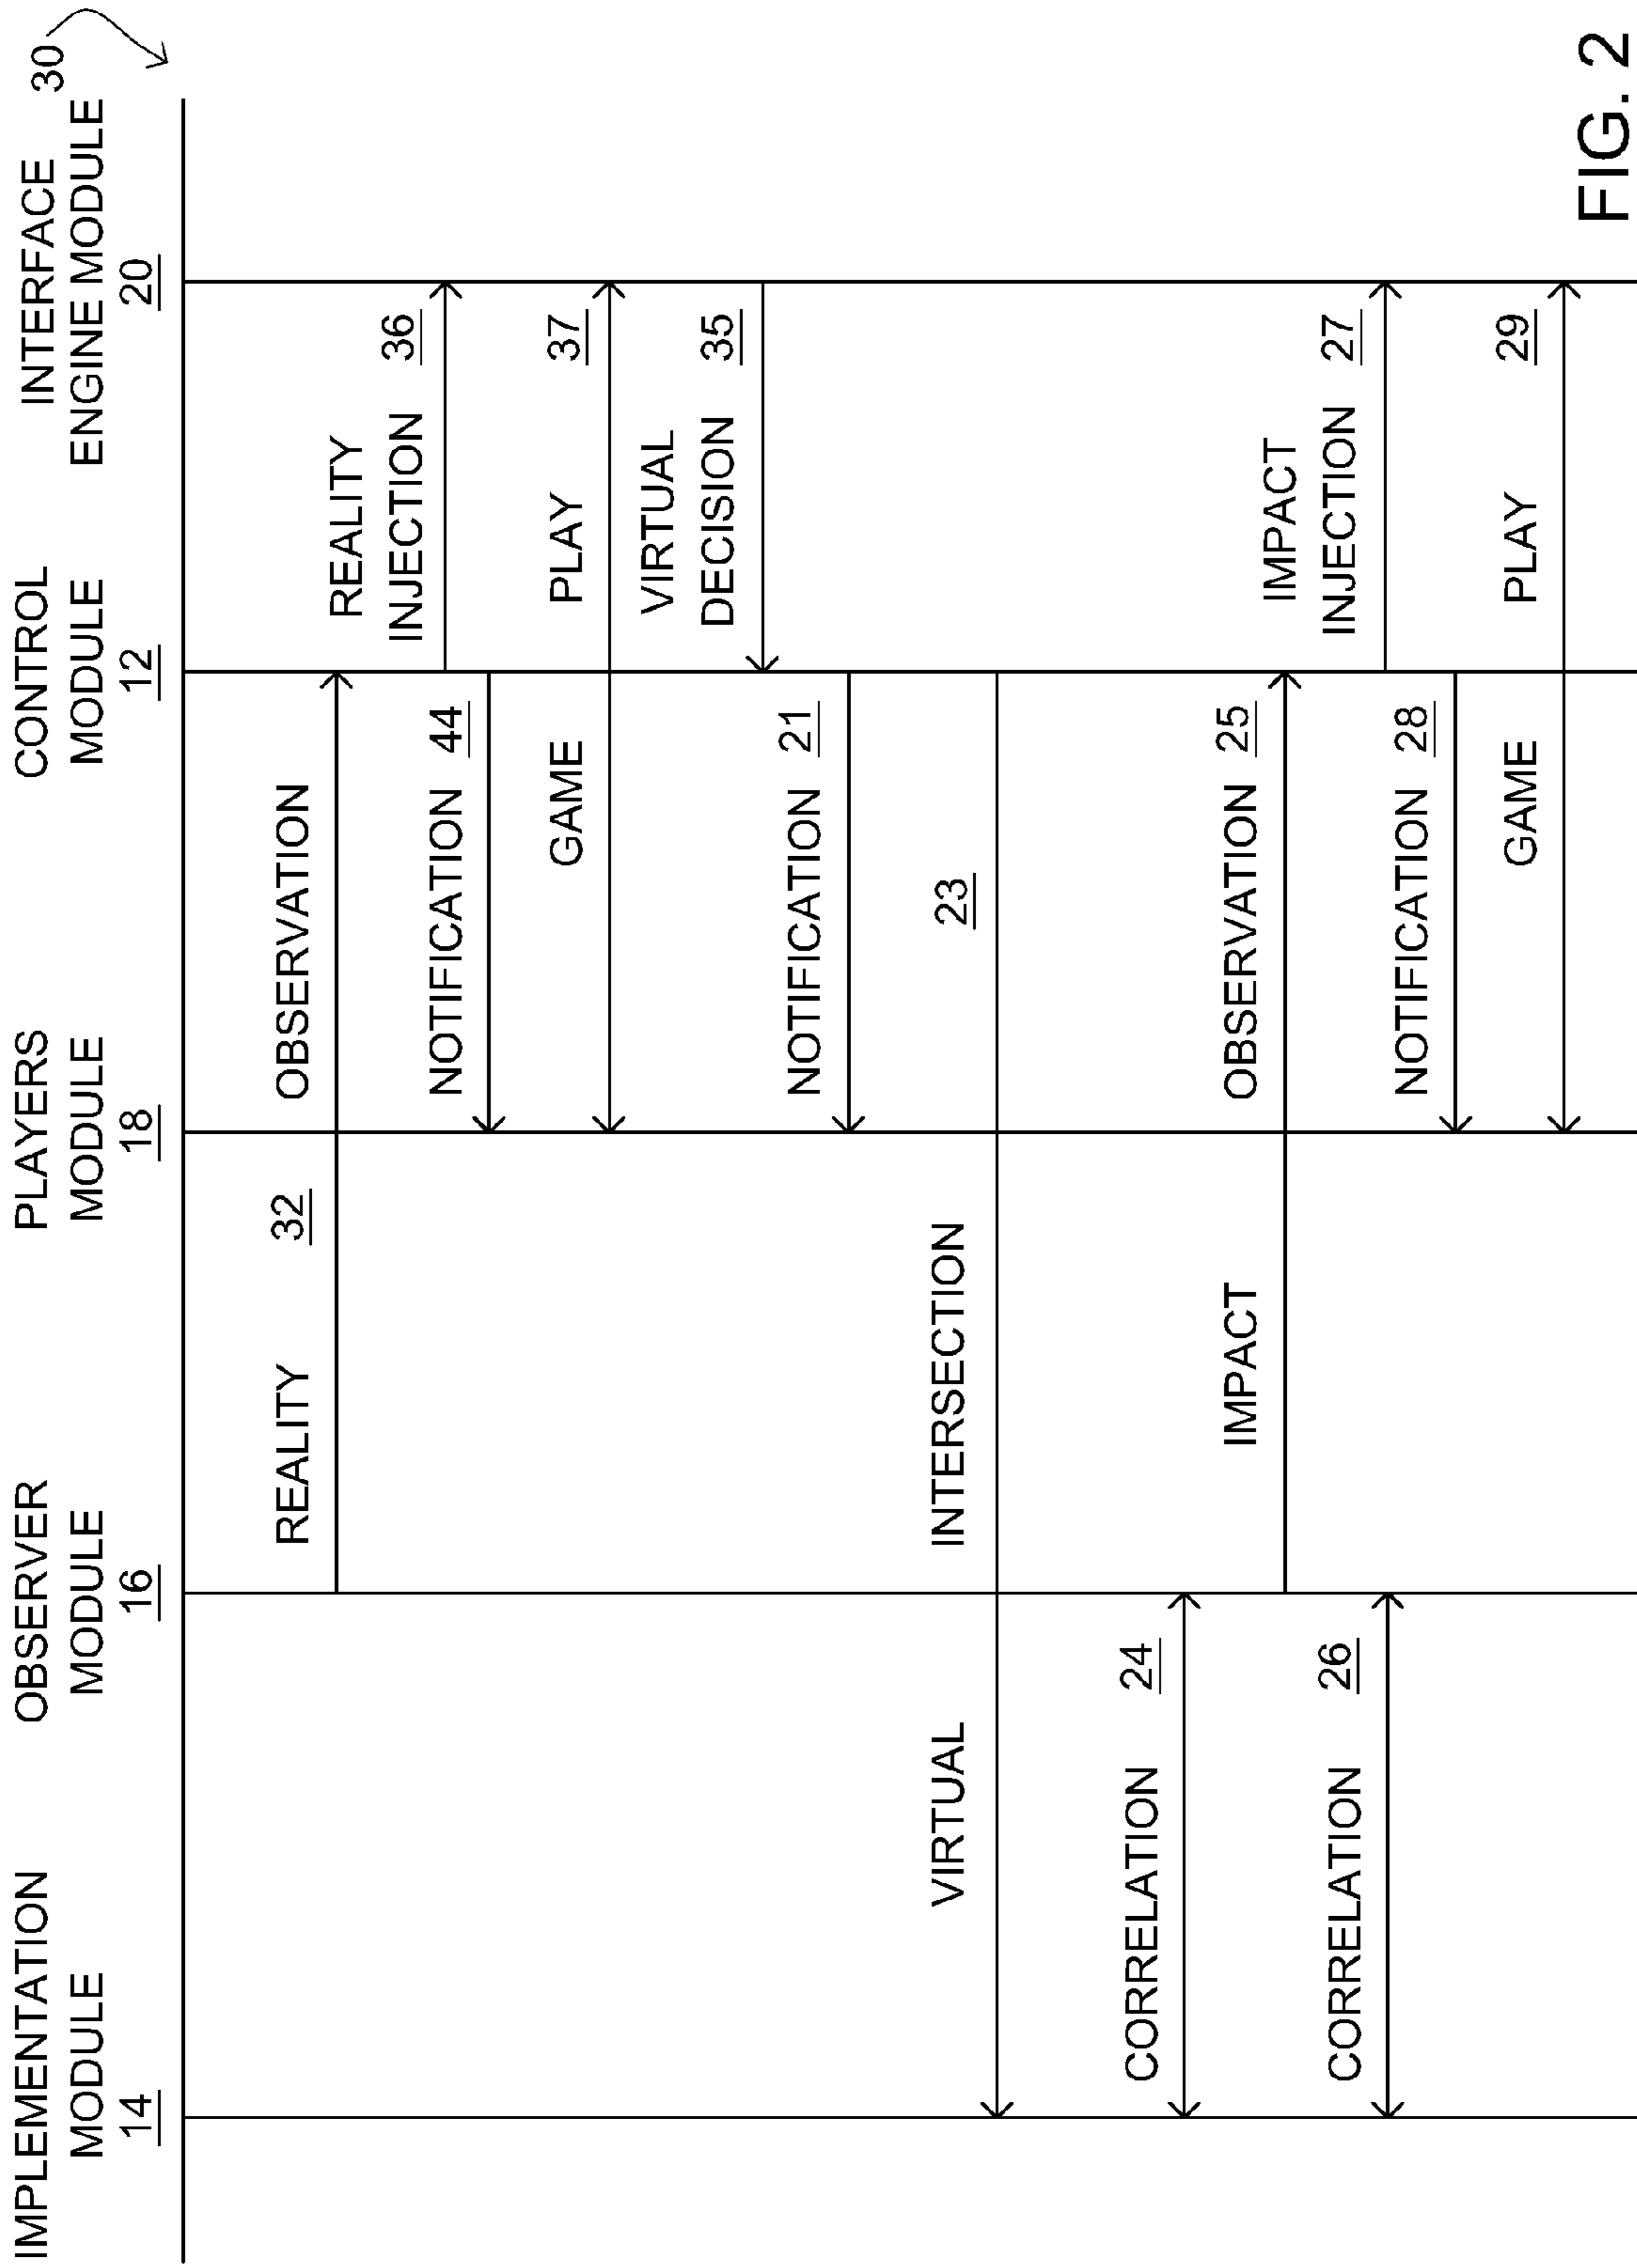 30
IMPLEMENTATION
MODULE
14
OBSERVER
MODULE
16
PLAYERS
MODULE
18
CONTROL
MODULE
12
INTERFACE
ENGINE MODULE
20
REALITY 32 OBSERVATION
REALITY
INJECTION 36
NOTIFICATION 44
GAME PLAY 37
VIRTUAL
DECISION 35
NOTIFICATION 21
VIRTUAL INTERSECTION 23
CORRELATION 24
IMPACT OBSERVATION 25
IMPACT
INJECTION 27
CORRELATION 26
NOTIFICATION 28
GAME PLAY 29
FIG. 2